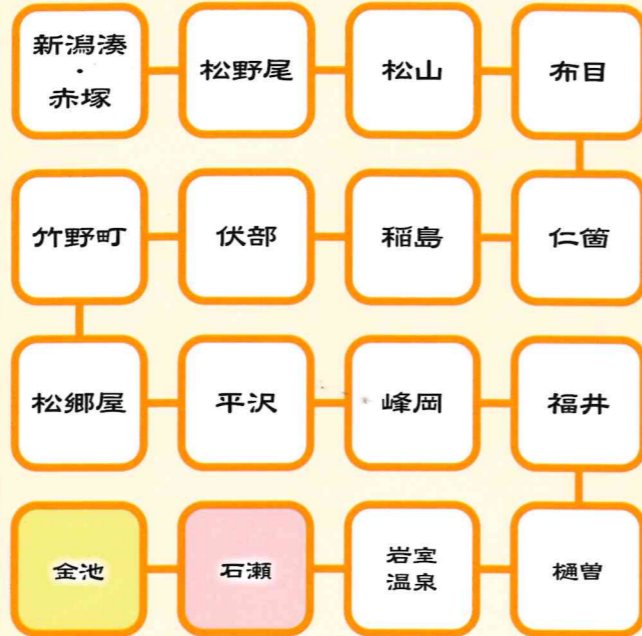 新潟湊
・
赤塚
松野尾
松山
布目
仁箇
稲島
伏部
竹野町
松郷屋
平沢
峰岡
福井
樋曽
岩室
温泉
石瀬
金池